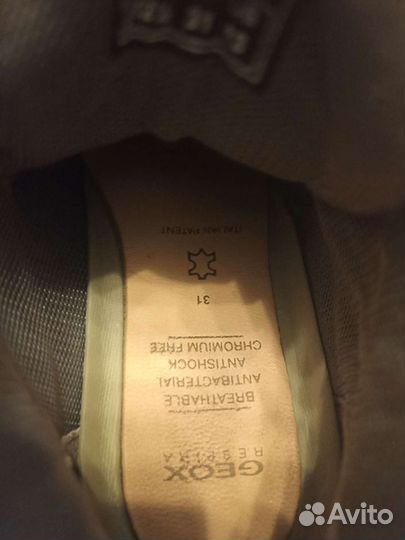 GEOX
RESPIRA
BREATHABLE
ANTIBACTERIAL
ANTISHOCK
CHROMIUM FREE
31
ITALIAN PATENT
Avito